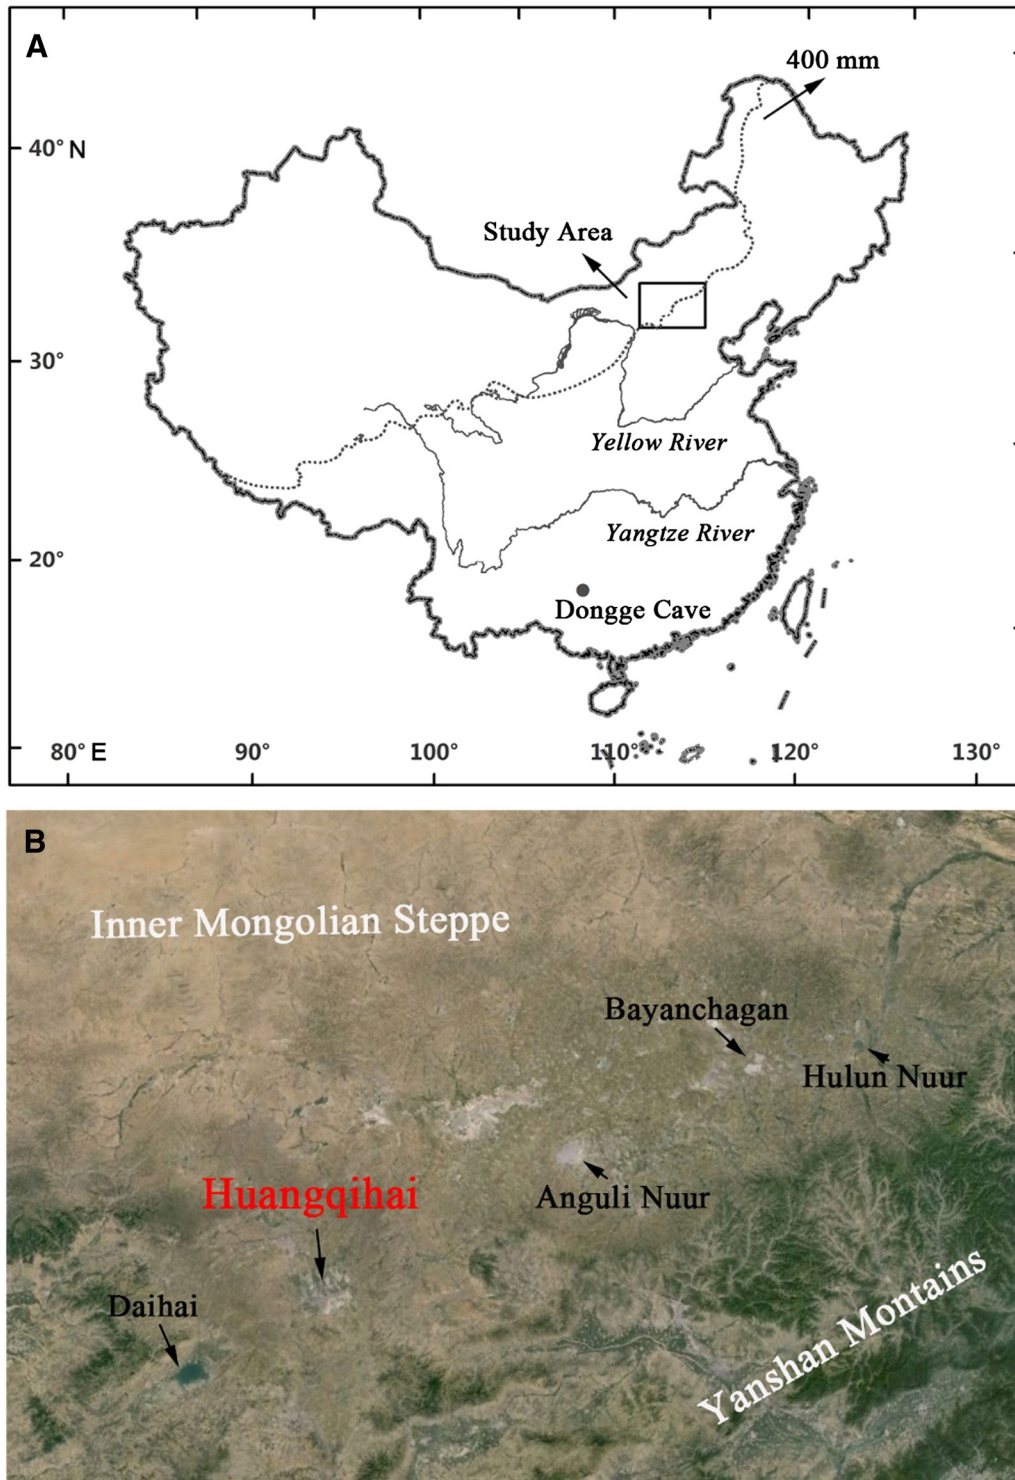 A
400 mm
40° N
Study Area
30°
Yellow River
Yangtze River
20°
Dongge Cave
80° E 90° 100° 110° 120° 130°
B
Inner Mongolian Steppe
Bayanchagan
Hulun Nuur
Huangqihai
Anguli Nuur
Daihai
Yanshan Montains